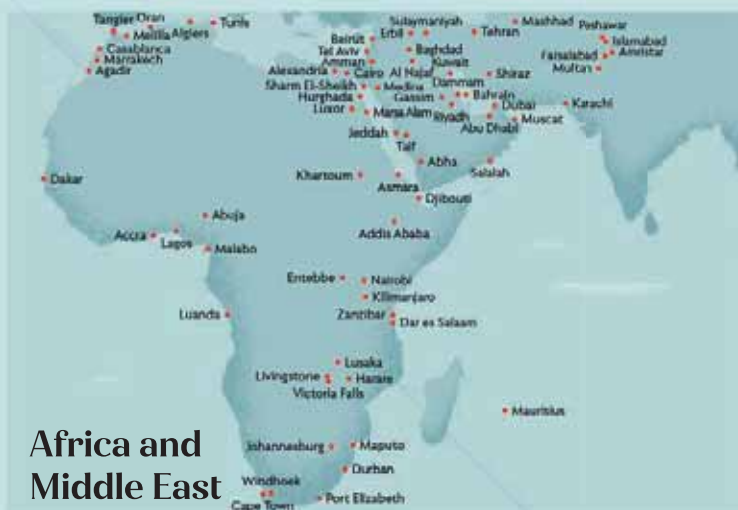 Tangier
Oran
Melilla
Algiers
Tunis
Casablanca
Marrakech
Agadir
Sulaymaniyah
Erbil
Beirut
Tel Aviv
Amman
Alexandria
Cairo
Baghdad
Al Najaf
Kuwait
Tehran
Mashhad
Peshawar
Islamabad
Faisalabad
Amristar
Multan
Shiraz
Dammam
Sharm El-Sheikh
Medina
Hurghada
Gassim
Bahrain
Luxor
Marsa Alam
Riyadh
Dubai
Abu Dhabi
Muscat
Karachi
Jeddah
Taif
Abha
Salalah
Dakar
Khartoum
Asmara
Djibouti
Abuja
Accra
Lagos
Malabo
Addis Ababa
Entebbe
Nairobi
Kilimanjaro
Luanda
Zanzibar
Dar es Salaam
Lusaka
Livingstone
Harare
Victoria Falls
Mauritius
Johannesburg
Maputo
Durban
Windhoek
Cape Town
Port Elizabeth
Africa and
Middle East